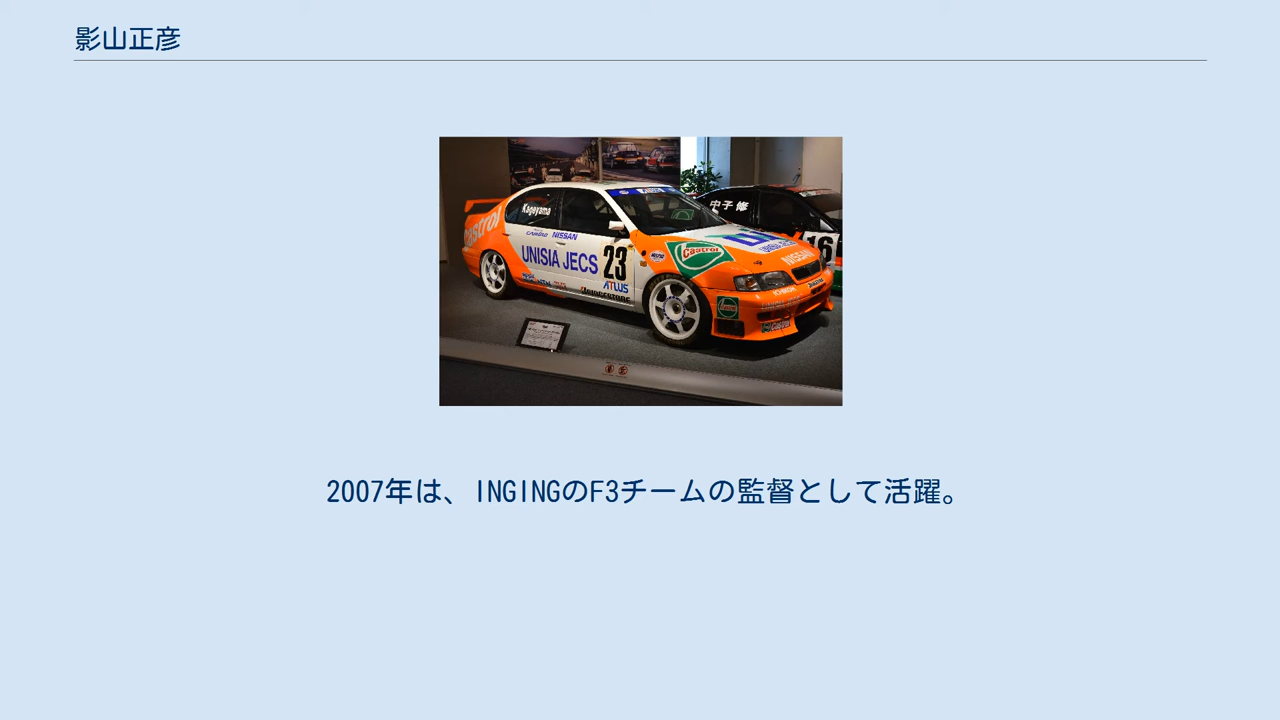 影山正彦
Kageyama
中子 修
Castrol
NISSAN
UNISIA JECS
23
16
Castrol
NISSAN
ATLUS
BRIDGESTONE
2007年は、INGINGのF3チームの監督として活躍。